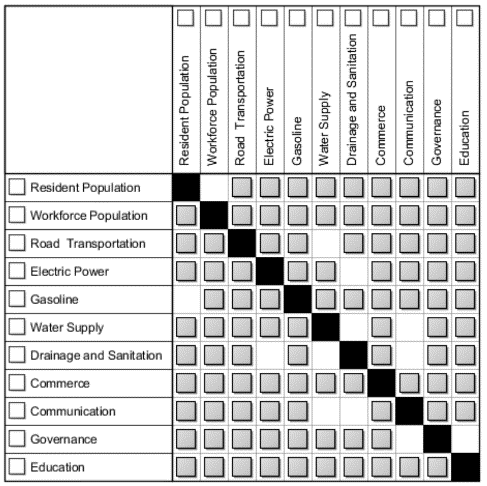 Resident Population
Workforce Population
Road Transportation
Electric Power
Gasoline
Water Supply
Drainage and Sanitation
Commerce
Communication
Governance
Education
Resident Population
Workforce Population
Road Transportation
Electric Power
Gasoline
Water Supply
Drainage and Sanitation
Commerce
Communication
Governance
Education